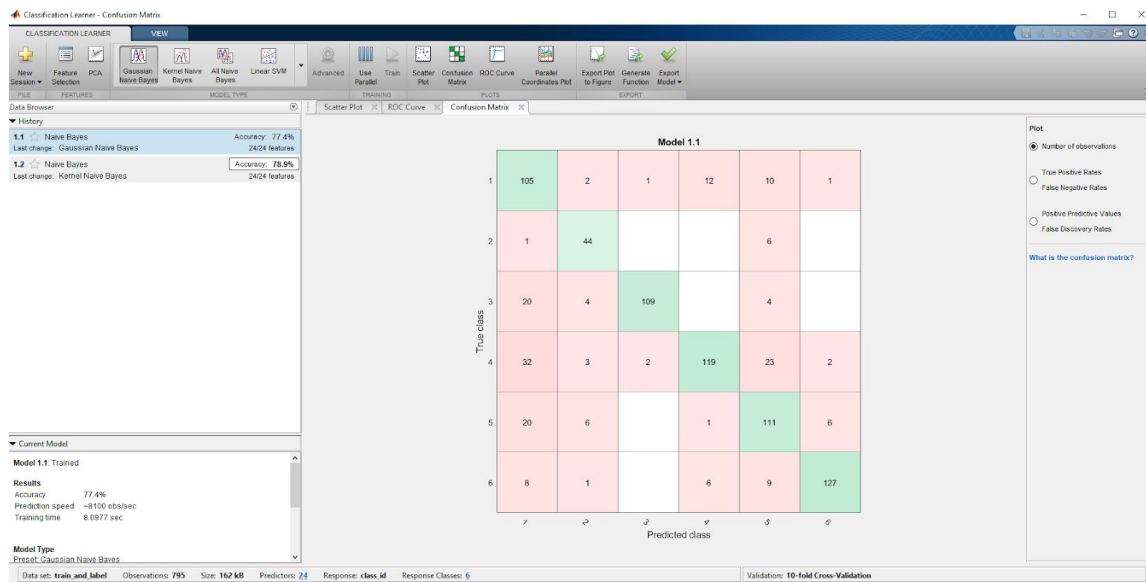 Classification Learner - Confusion Matrix
CLASSIFICATION LEARNER VIEW
New Session Feature Selection PCA Gaussian Naive Bayes Kernel Naive Bayes All Naive Bayes Linear SVM Advanced Use Parallel Train Scatter Plot Confusion Matrix ROC Curve Parallel Coordinates Plot Export Plot to Figure Generate Function Export Model
FILE FEATURES MODEL TYPE TRAINING PLOTS EXPORT
Data Browser
Scatter Plot ROC Curve Confusion Matrix
History
1.1 Naive Bayes Accuracy: 77.4%
Last change: Gaussian Naive Bayes 24/24 features
1.2 Naive Bayes Accuracy: 78.9%
Last change: Kernel Naive Bayes 24/24 features
Current Model
Model 1.1: Trained
Results
Accuracy 77.4%
Prediction speed ~8100 obs/sec
Training time 8.0977 sec
Model Type
Preset: Gaussian Naive Bayes
Model 1.1
True class
1 105 2 1 12 10 1
2 1 44 6
3 20 4 109 4
4 32 3 2 119 23 2
5 20 6 1 111 6
6 8 1 6 9 127
1 2 3 4 5 6
Predicted class
Plot
Number of observations
True Positive Rates
False Negative Rates
Positive Predictive Values
False Discovery Rates
What is the confusion matrix?
Data set: train_and_label Observations: 795 Size: 162 kB Predictors: 24 Response: class_id Response Classes: 6 Validation: 10-fold Cross-Validation